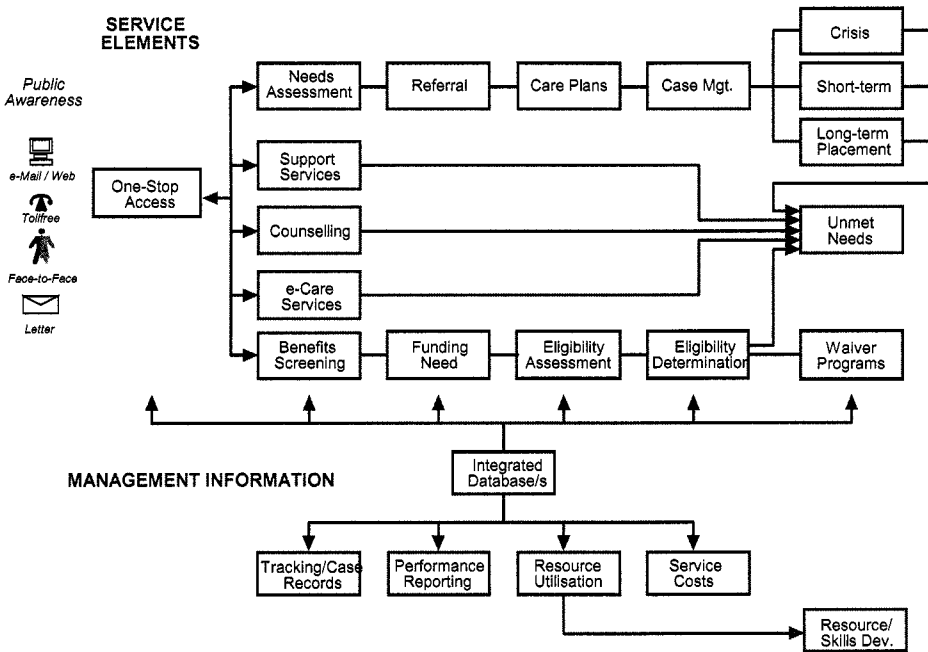 SERVICE
ELEMENTS
Public
Awareness
e-Mail / Web
Tollfree
Face-to-Face
Letter
One-Stop
Access
Needs
Assessment
Referral
Care Plans
Case Mgt.
Crisis
Short-term
Long-term
Placement
Support
Services
Counselling
e-Care
Services
Unmet
Needs
Benefits
Screening
Funding
Need
Eligibility
Assessment
Eligibility
Determination
Waiver
Programs
MANAGEMENT INFORMATION
Integrated
Database/s
Tracking/Case
Records
Performance
Reporting
Resource
Utilisation
Service
Costs
Resource/
Skills Dev.